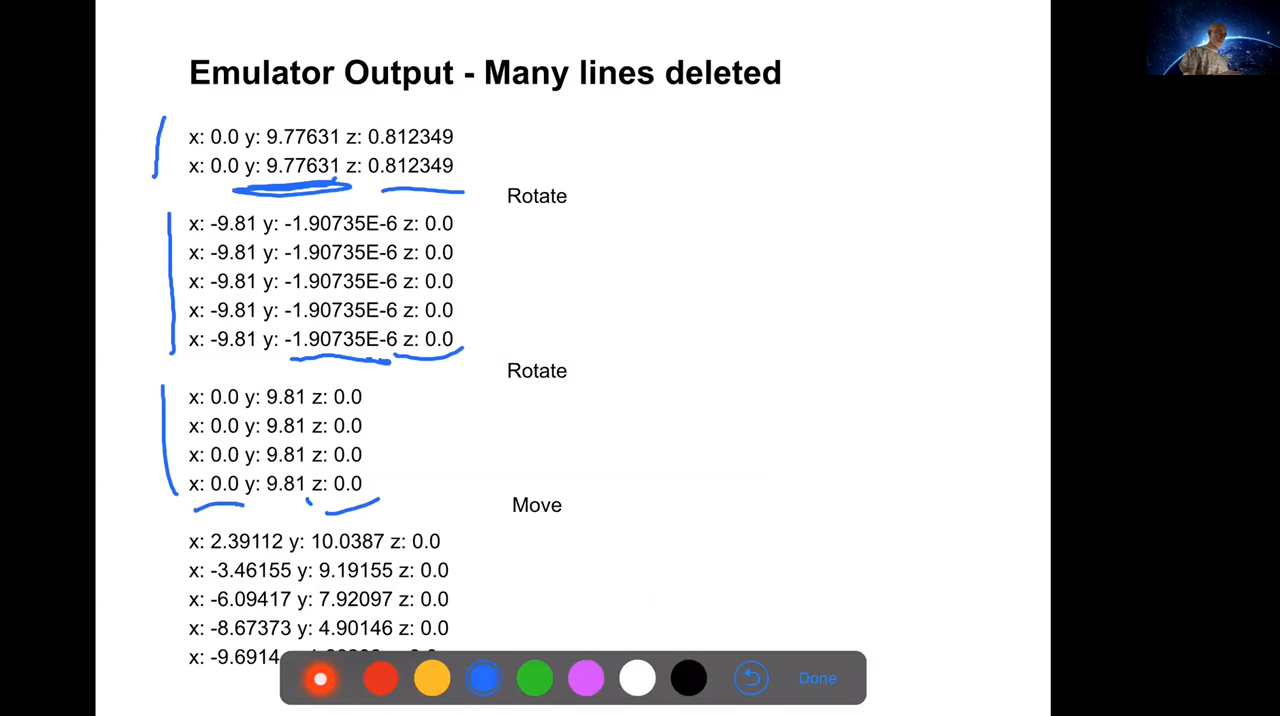 Emulator Output - Many lines deleted
x: 0.0 y: 9.77631 z: 0.812349
x: 0.0 y: 9.77631 z: 0.812349
Rotate
x: -9.81 y: -1.90735E-6 z: 0.0
x: -9.81 y: -1.90735E-6 z: 0.0
x: -9.81 y: -1.90735E-6 z: 0.0
x: -9.81 y: -1.90735E-6 z: 0.0
x: -9.81 y: -1.90735E-6 z: 0.0
Rotate
x: 0.0 y: 9.81 z: 0.0
x: 0.0 y: 9.81 z: 0.0
x: 0.0 y: 9.81 z: 0.0
x: 0.0 y: 9.81 z: 0.0
Move
x: 2.39112 y: 10.0387 z: 0.0
x: -3.46155 y: 9.19155 z: 0.0
x: -6.09417 y: 7.92097 z: 0.0
x: -8.67373 y: 4.90146 z: 0.0
x: -9.6914
Done